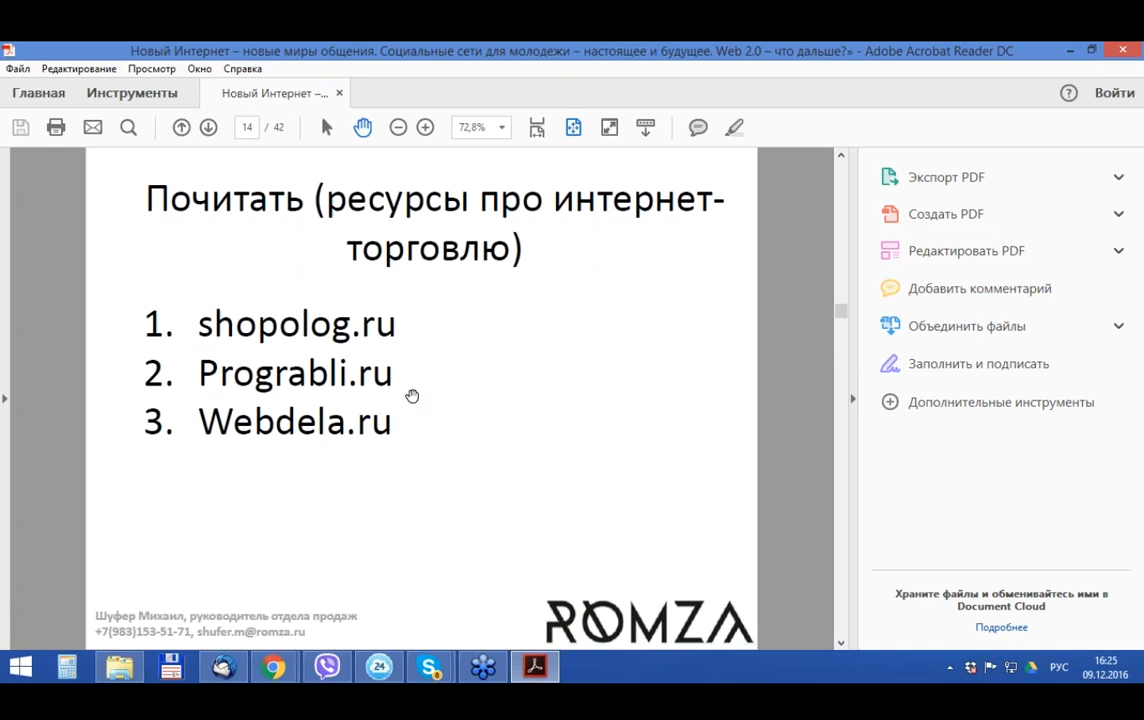 Новый Интернет – новые миры общения. Социальные сети для молодежи – настоящее и будущее. Web 2.0 – что дальше?» - Adobe Acrobat Reader DC
Файл Редактирование Просмотр Окно Справка
Главная Инструменты Новый Интернет –... × ? Войти
14 / 42 72,8%
Почитать (ресурсы про интернет-
торговлю)
1. shopolog.ru
2. Prograbli.ru
3. Webdela.ru
Шуфер Михаил, руководитель отдела продаж
+7(983)153-51-71, shufer.m@romza.ru
ROMZA
Экспорт PDF
Создать PDF
Редактировать PDF
Добавить комментарий
Объединить файлы
Заполнить и подписать
Дополнительные инструменты
Храните файлы и обменивайтесь ими в
Document Cloud
Подробнее
24
РУС
16:25
09.12.2016